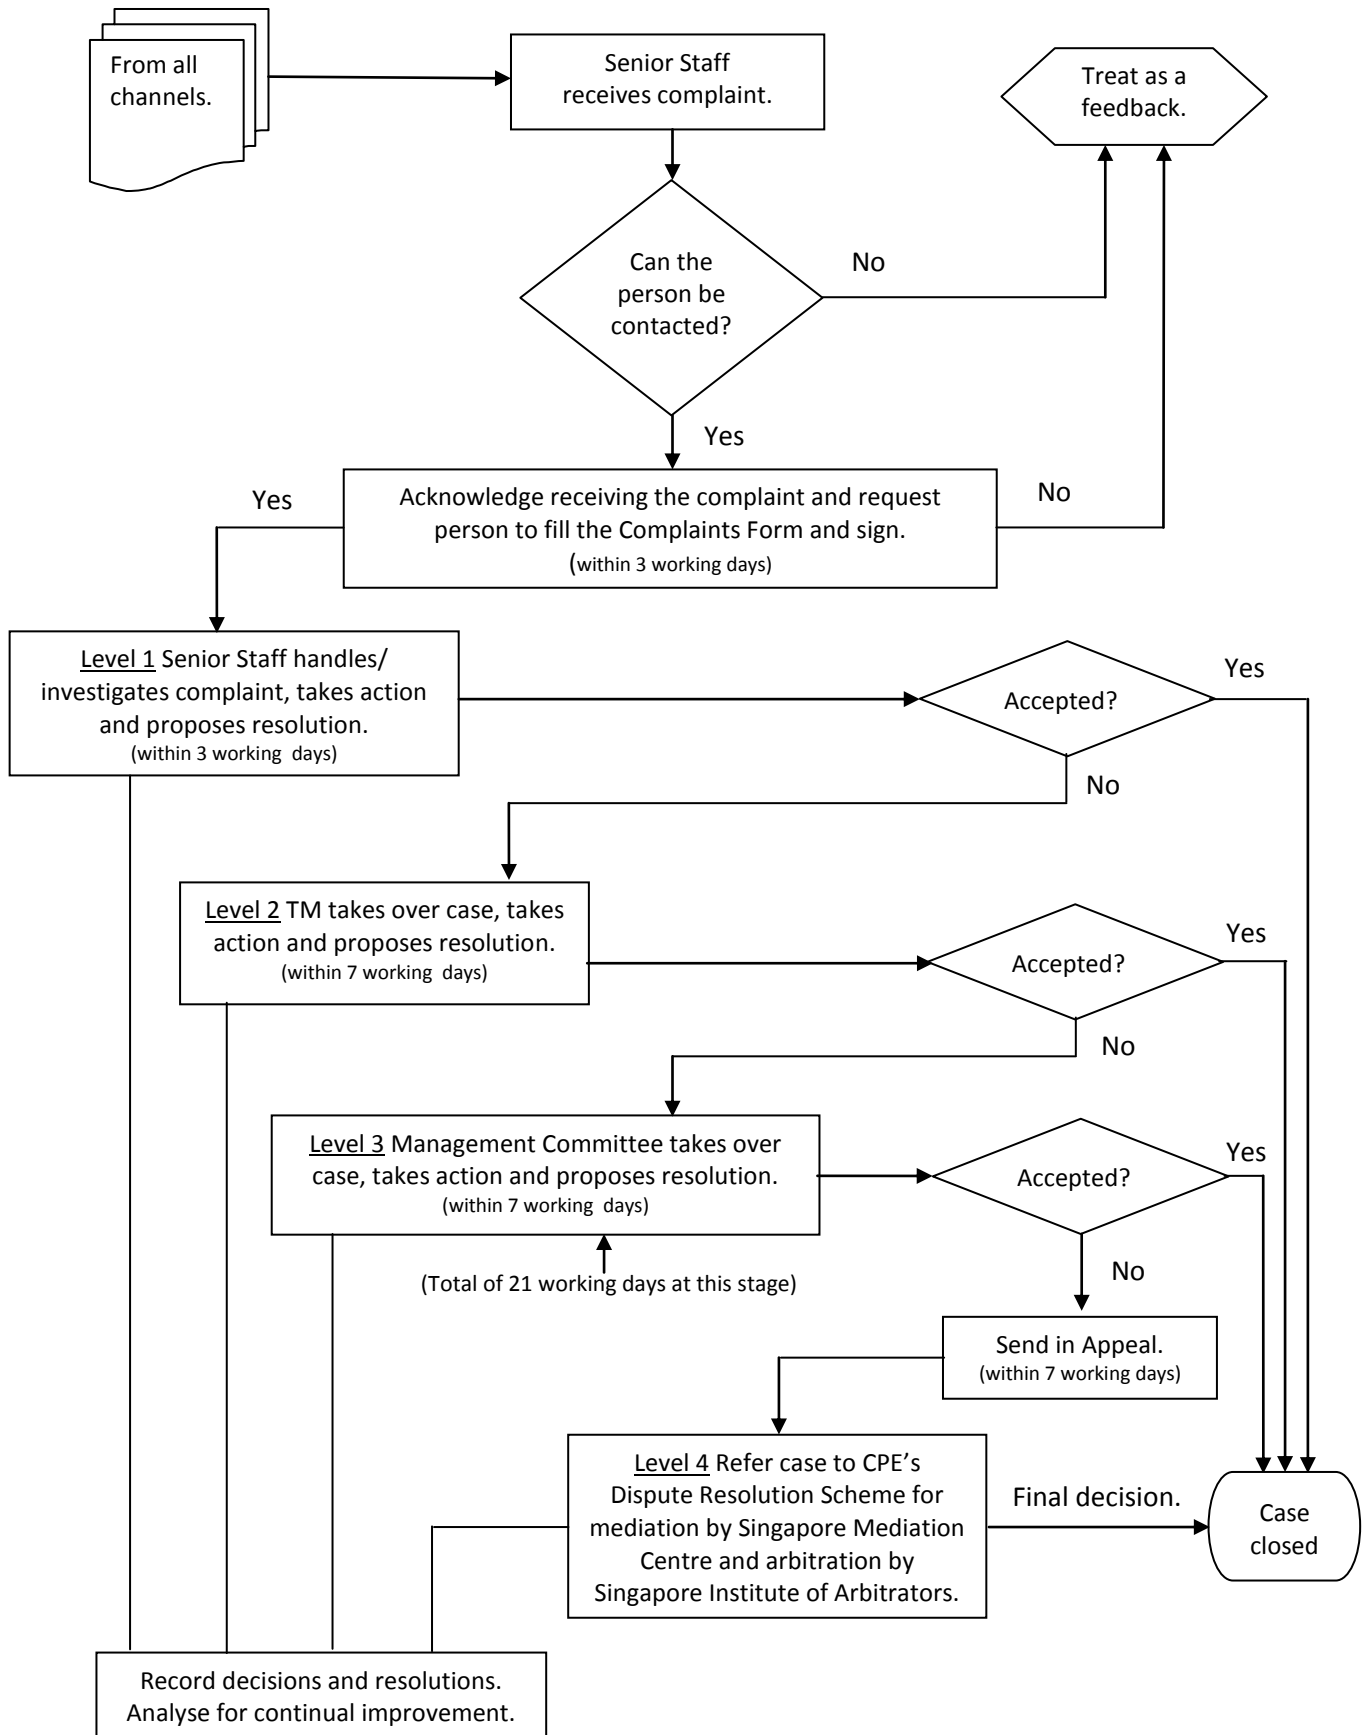 From all
channels.
Senior Staff
receives complaint.
Treat as a
feedback.
Can the
person be
contacted?
No
Yes
Acknowledge receiving the complaint and request
person to fill the Complaints Form and sign.
(within 3 working days)
Yes
No
Level 1 Senior Staff handles/
investigates complaint, takes action
and proposes resolution.
(within 3 working  days)
Accepted?
Yes
No
Level 2 TM takes over case, takes
action and proposes resolution.
(within 7 working  days)
Accepted?
Yes
No
Level 3 Management Committee takes over
case, takes action and proposes resolution.
(within 7 working  days)
Accepted?
Yes
(Total of 21 working days at this stage)
No
Send in Appeal.
(within 7 working days)
Level 4 Refer case to CPE’s
Dispute Resolution Scheme for
mediation by Singapore Mediation
Centre and arbitration by
Singapore Institute of Arbitrators.
Final decision.
Case
closed
Record decisions and resolutions.
Analyse for continual improvement.